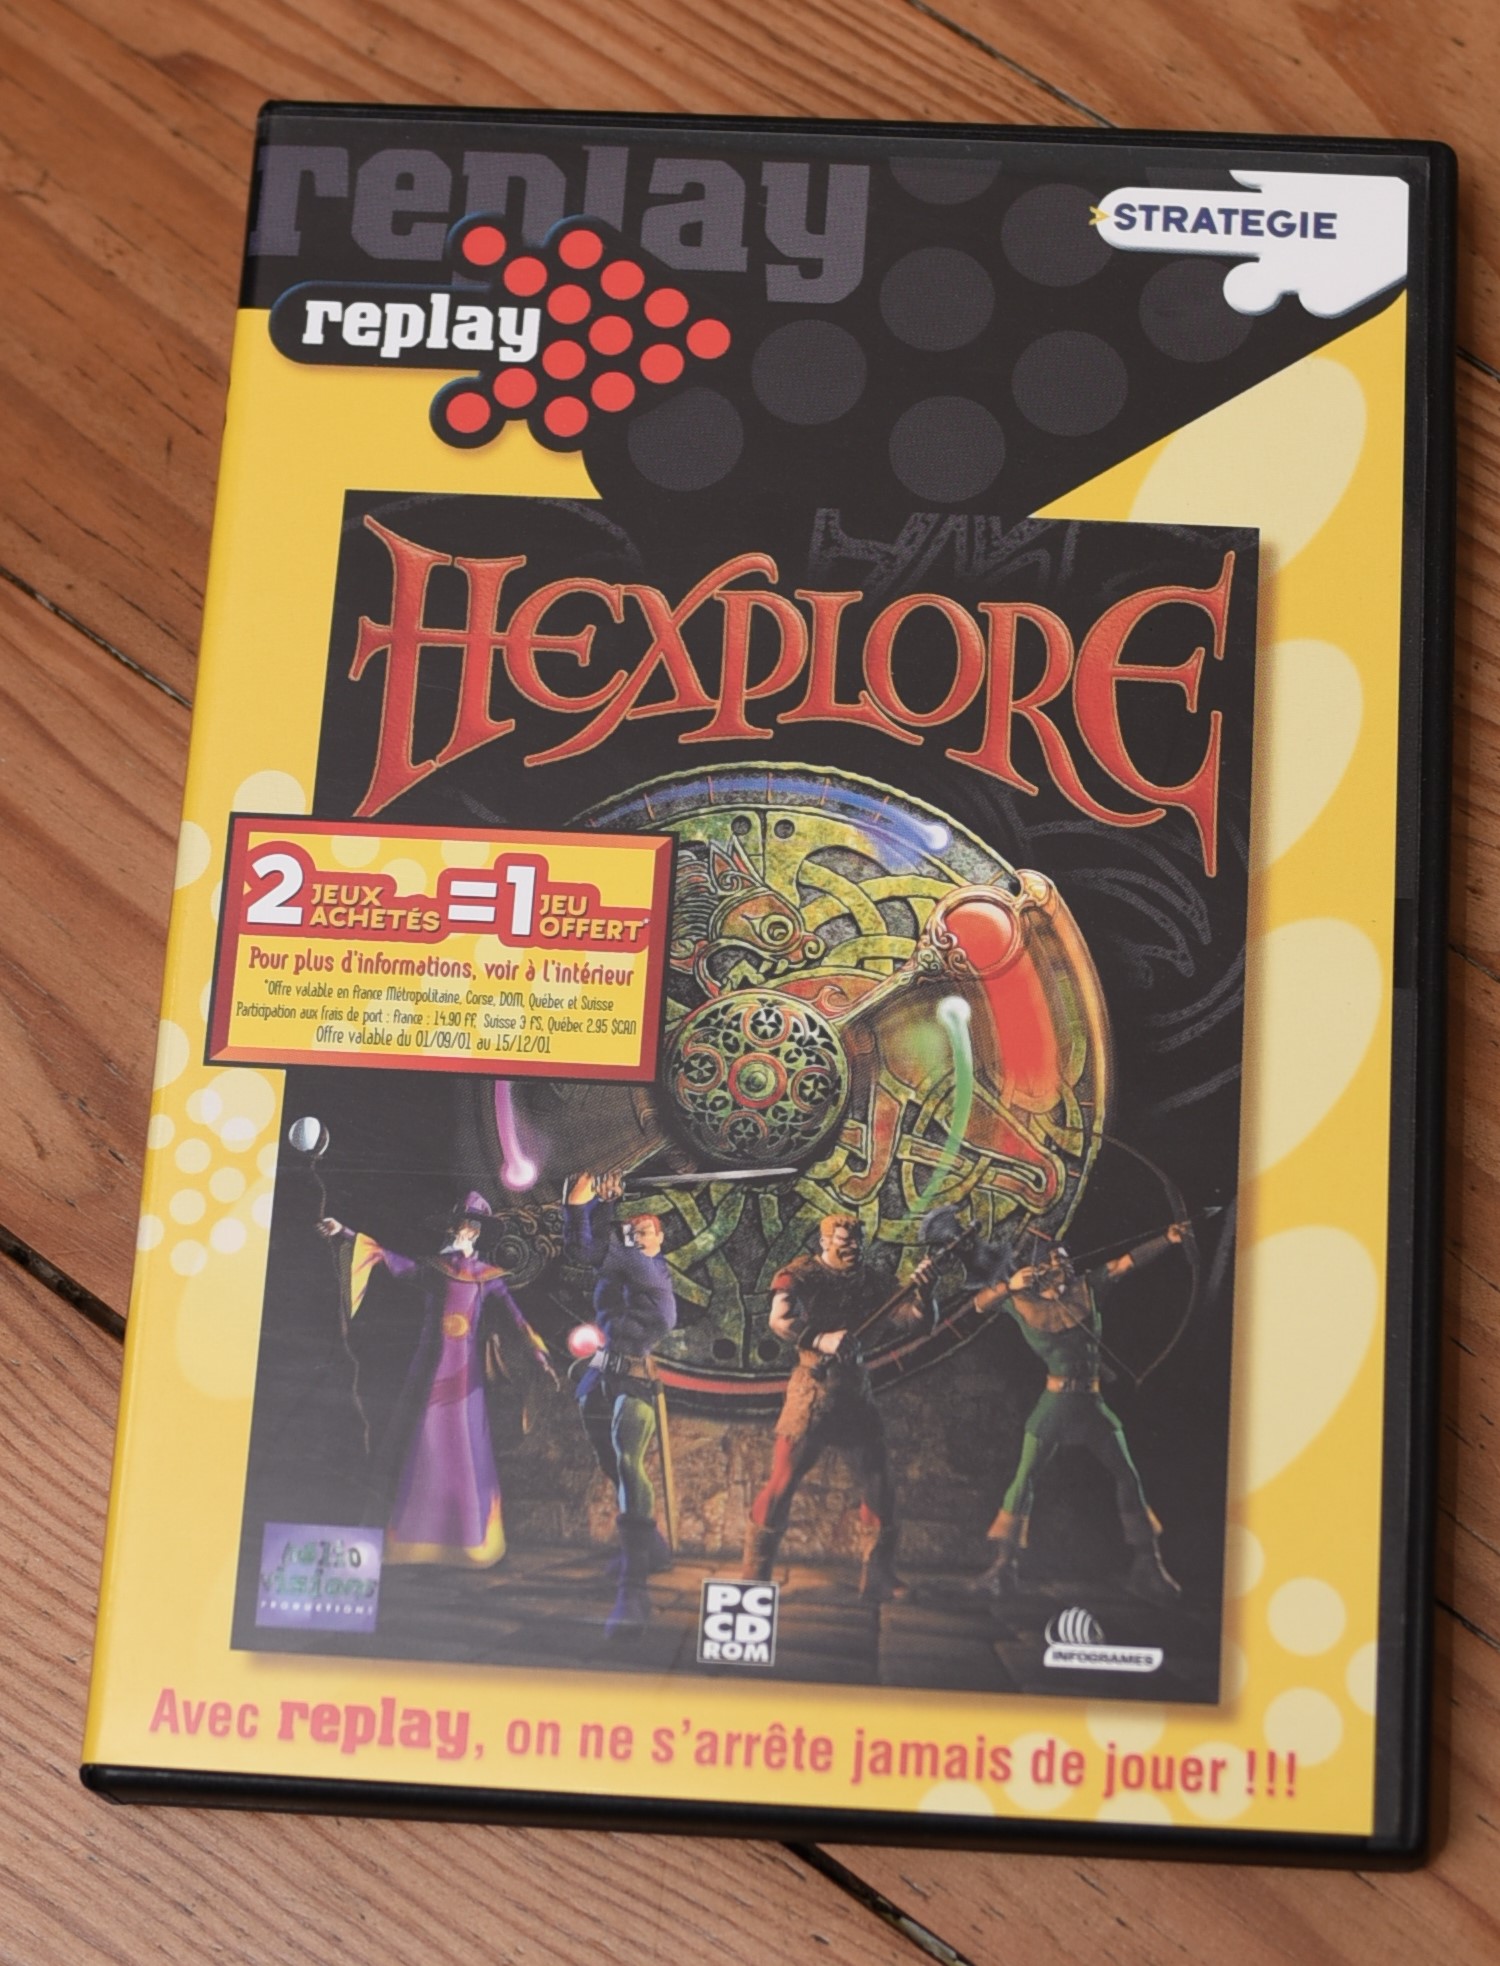 replay
STRATEGIE
replay
HEXPLORE
2 JEUX ACHETÉS =1 JEU OFFERT*
Pour plus d'informations, voir à l'intérieur
*Offre valable en France Métropolitaine, Corse, DOM, Québec et Suisse
Participation aux frais de port : France : 14.90 FF, Suisse 3 FS, Québec 2.95 $CAN
Offre valable du 01/09/01 au 15/12/01
PRODUCTIONS
PC
CD
ROM
INFOGRAMES
Avec replay, on ne s'arrête jamais de jouer !!!